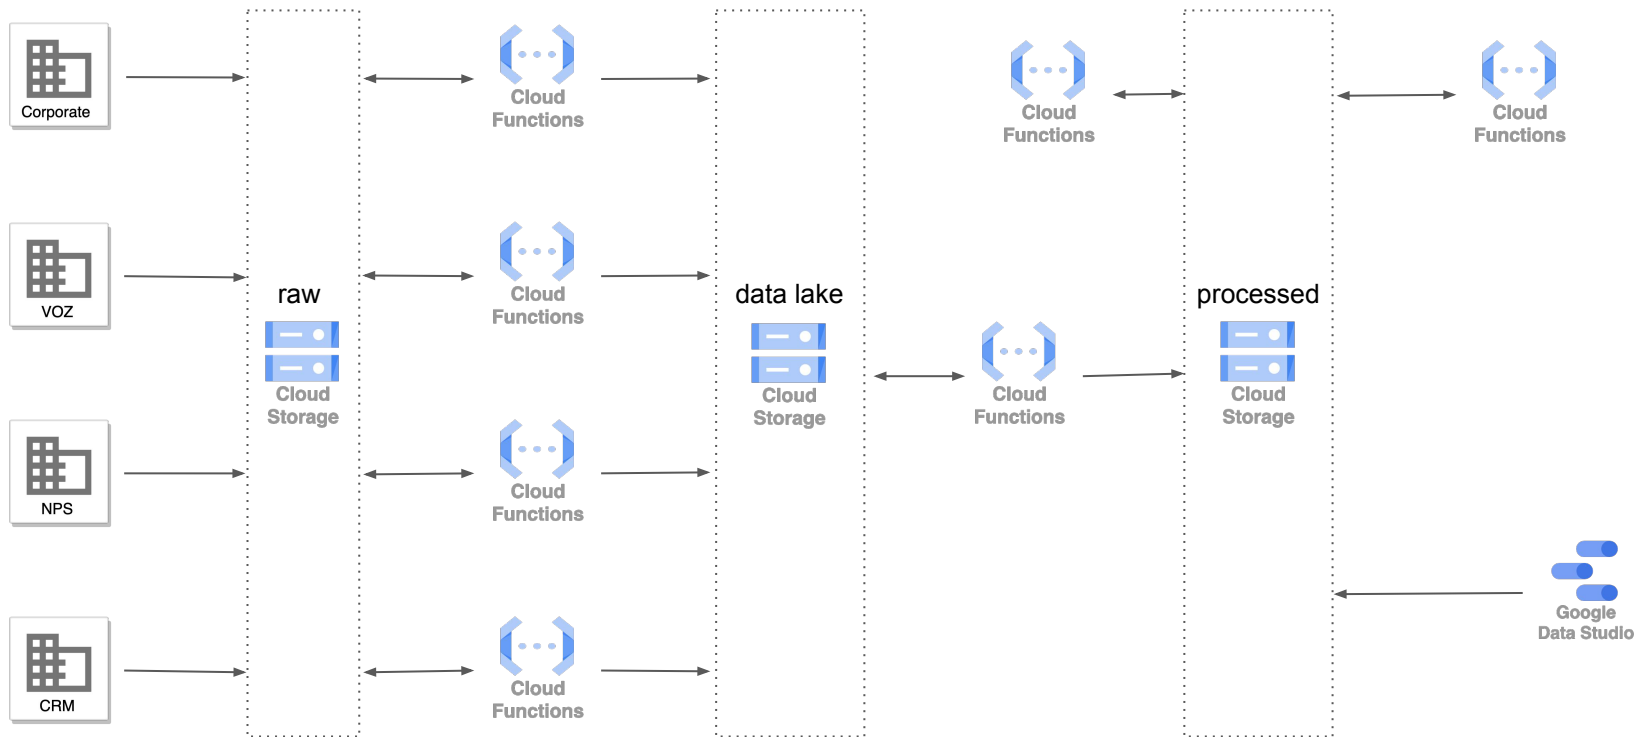 Corporate
Cloud
Functions
Cloud
Functions
Cloud
Functions
VOZ
raw
Cloud
Storage
Cloud
Functions
data lake
Cloud
Storage
Cloud
Functions
processed
Cloud
Storage
NPS
Cloud
Functions
CRM
Cloud
Functions
Google
Data Studio